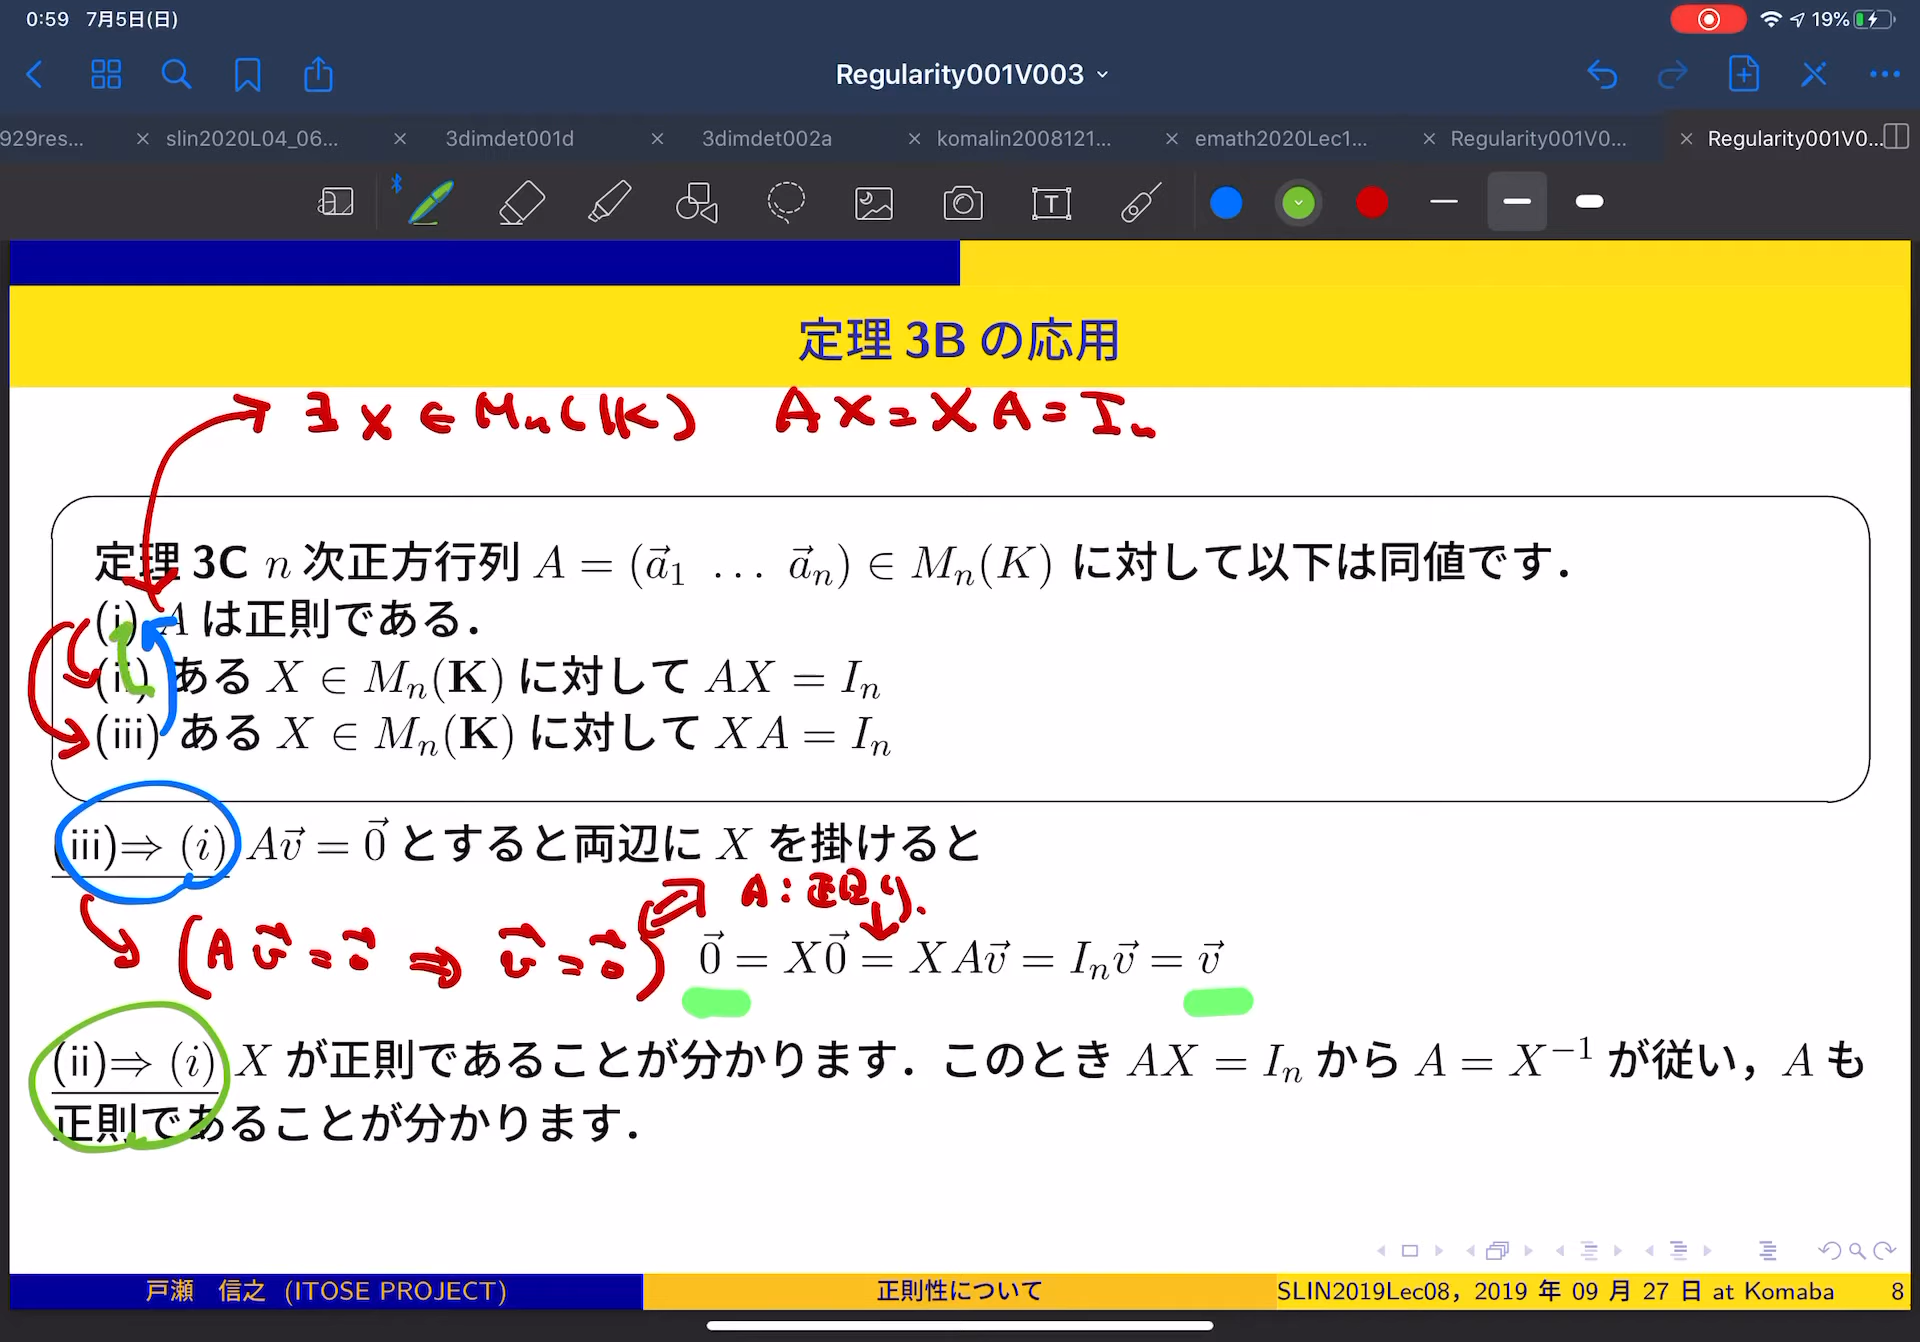 0:59 7月5日(日)
19%
Regularity001V003
929res...
slin2020L04_06...
3dimdet001d
3dimdet002a
komalin2008121...
emath2020Lec1...
Regularity001V0...
Regularity001V0...
定理 3B の応用
∃ X ∈ Mn(K) AX = XA = In
定理 3C n 次正方行列 A = (a⃗1 ... a⃗n) ∈ Mn(K) に対して以下は同値です．
(i) A は正則である．
(ii) ある X ∈ Mn(K) に対して AX = In
(iii) ある X ∈ Mn(K) に対して XA = In
(iii)⇒ (i) Av⃗ = 0⃗ とすると両辺に X を掛けると
A:正則.
(Av⃗ = 0⃗ ⇒ v⃗ = 0⃗)
0⃗ = X0⃗ = XAv⃗ = Inv⃗ = v⃗
(ii)⇒ (i) X が正則であることが分かります．このとき AX = In から A = X⁻¹ が従い，A も
正則であることが分かります．
戸瀬 信之 (ITOSE PROJECT)
正則性について
SLIN2019Lec08，2019 年 09 月 27 日 at Komaba
8